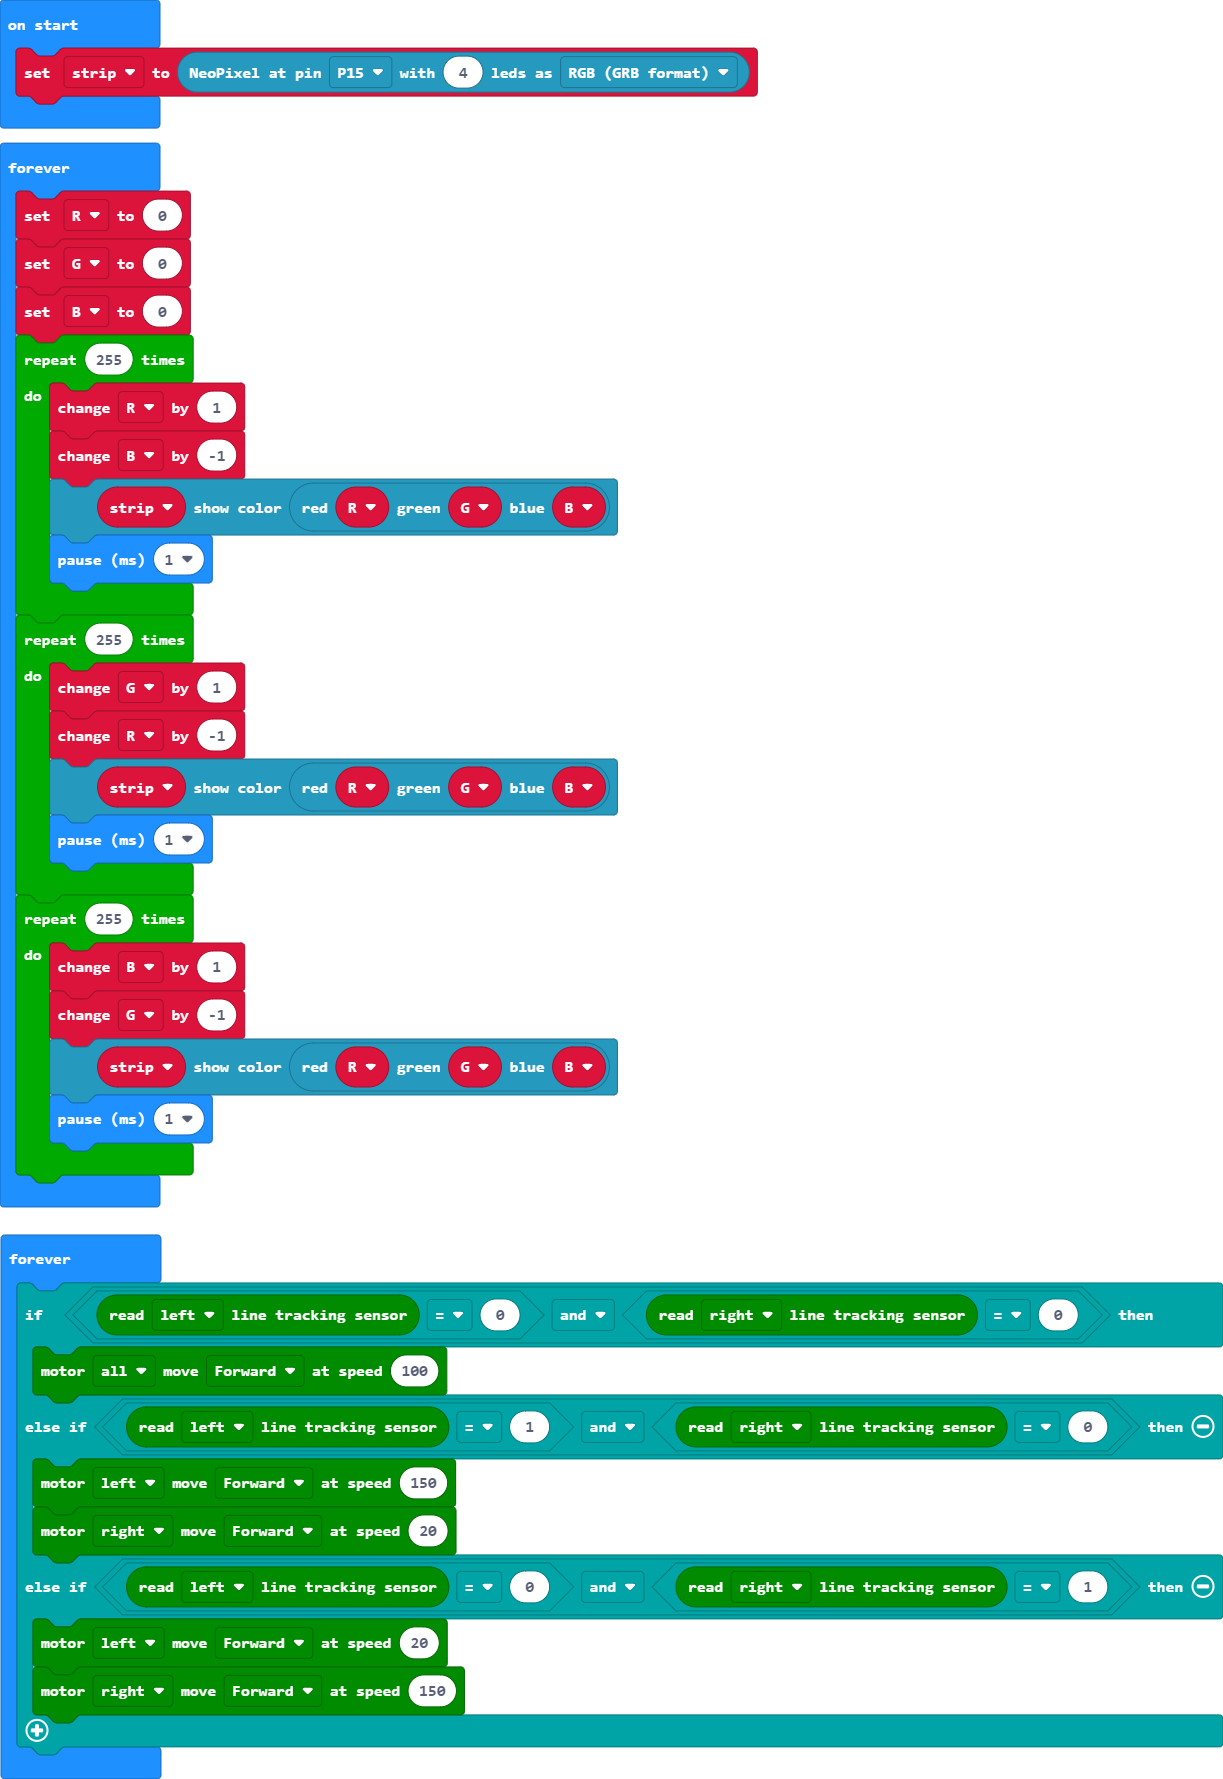 on start
set strip to NeoPixel at pin P15 with 4 leds as RGB (GRB format)
forever
set R to 0
set G to 0
set B to 0
repeat 255 times
do
change R by 1
change B by -1
strip show color red R green G blue B
pause (ms) 1
repeat 255 times
do
change G by 1
change R by -1
strip show color red R green G blue B
pause (ms) 1
repeat 255 times
do
change B by 1
change G by -1
strip show color red R green G blue B
pause (ms) 1
forever
if read left line tracking sensor = 0 and read right line tracking sensor = 0 then
motor all move Forward at speed 100
else if read left line tracking sensor = 1 and read right line tracking sensor = 0 then
motor left move Forward at speed 150
motor right move Forward at speed 20
else if read left line tracking sensor = 0 and read right line tracking sensor = 1 then
motor left move Forward at speed 20
motor right move Forward at speed 150